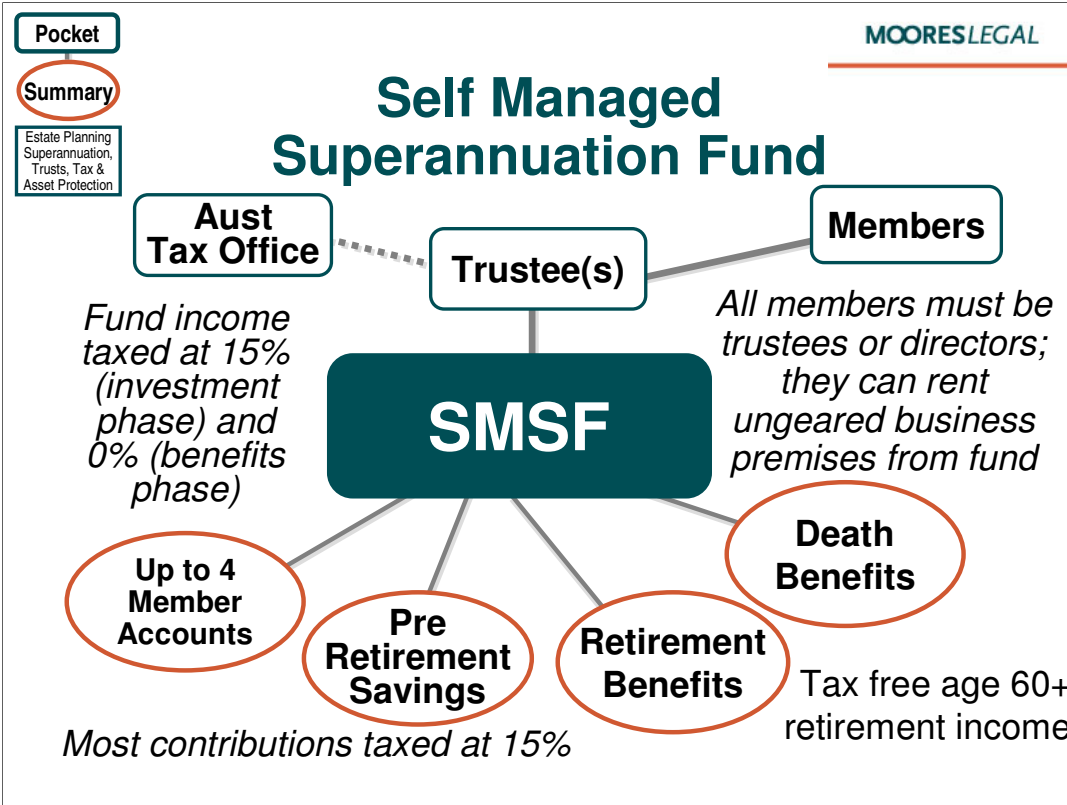 Pocket
Summary
Estate Planning
Superannuation,
Trusts, Tax &
Asset Protection
MOORESLEGAL
Self Managed
Superannuation Fund
Aust
Tax Office
Trustee(s)
Members
Fund income
taxed at 15%
(investment
phase) and
0% (benefits
phase)
All members must be
trustees or directors;
they can rent
ungeared business
premises from fund
SMSF
Up to 4
Member
Accounts
Pre
Retirement
Savings
Retirement
Benefits
Death
Benefits
Tax free age 60+
retirement income
Most contributions taxed at 15%